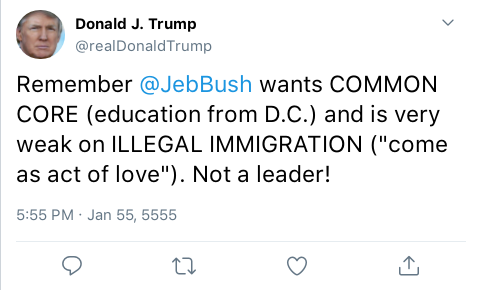 Donald J. Trump
@realDonaldTrump
Remember @JebBush wants COMMON
CORE (education from D.C.) and is very
weak on ILLEGAL IMMIGRATION ("come
as act of love"). Not a leader!
5:55 PM · Jan 55, 5555